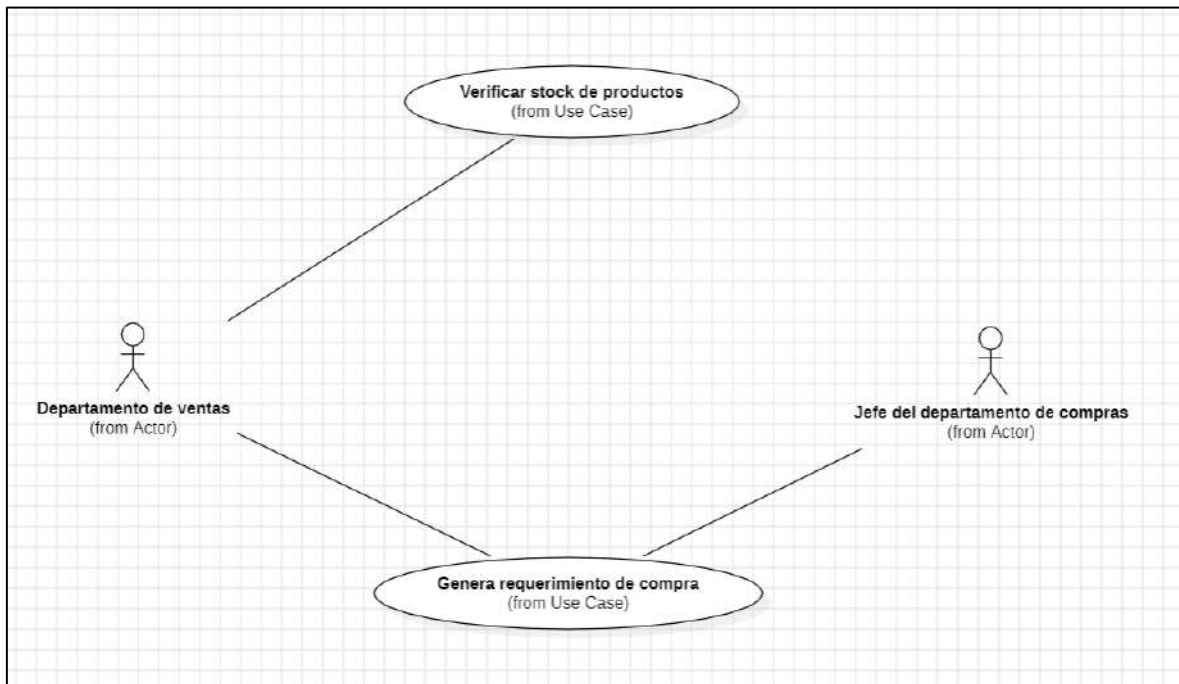 Verificar stock de productos
(from Use Case)
Departamento de ventas
(from Actor)
Jefe del departamento de compras
(from Actor)
Genera requerimiento de compra
(from Use Case)